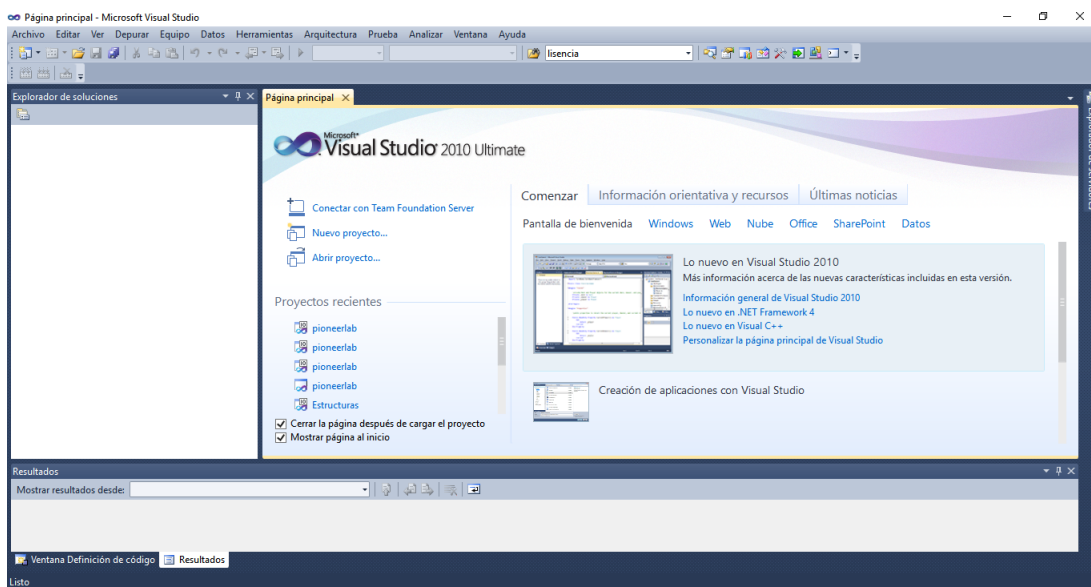 Página principal - Microsoft Visual Studio
Archivo Editar Ver Depurar Equipo Datos Herramientas Arquitectura Prueba Analizar Ventana Ayuda
lisencia
Explorador de soluciones
Página principal
Microsoft
Visual Studio 2010 Ultimate
Conectar con Team Foundation Server
Nuevo proyecto...
Abrir proyecto...
Proyectos recientes
pioneerlab
pioneerlab
pioneerlab
pioneerlab
Estructuras
Cerrar la página después de cargar el proyecto
Mostrar página al inicio
Comenzar Información orientativa y recursos Últimas noticias
Pantalla de bienvenida Windows Web Nube Office SharePoint Datos
Lo nuevo en Visual Studio 2010
Más información acerca de las nuevas características incluidas en esta versión.
Información general de Visual Studio 2010
Lo nuevo en .NET Framework 4
Lo nuevo en Visual C++
Personalizar la página principal de Visual Studio
Creación de aplicaciones con Visual Studio
Resultados
Mostrar resultados desde:
Ventana Definición de código Resultados
Listo